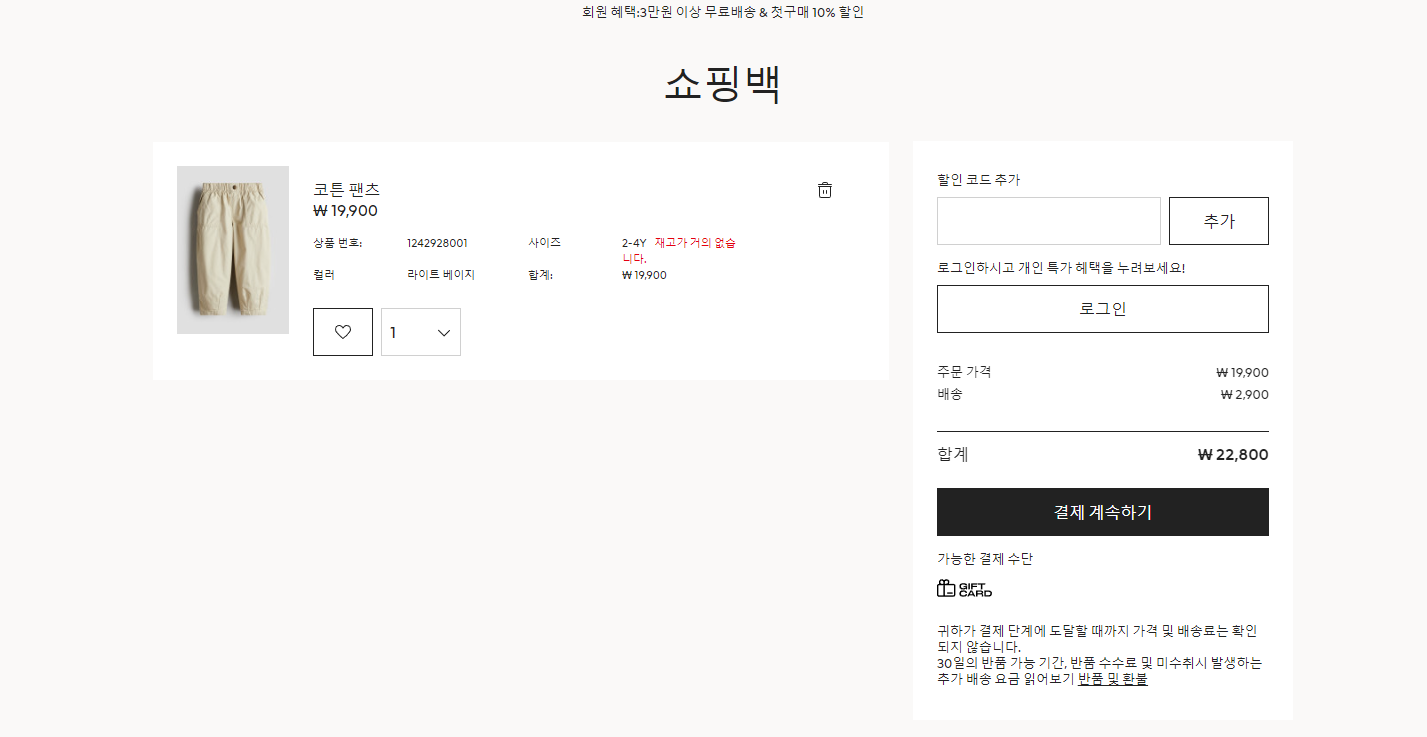 회원 혜택:3만원 이상 무료배송 & 첫구매 10% 할인
쇼핑백
코튼 팬츠
₩ 19,900
상품 번호: 1242928001 사이즈 2-4Y 재고가 거의 없습
니다.
컬러 라이트 베이지 합계: ₩ 19,900
1
할인 코드 추가
추가
로그인하시고 개인 특가 헤택을 누려보세요!
로그인
주문 가격 ₩ 19,900
배송 ₩ 2,900
합계 ₩ 22,800
결제 계속하기
가능한 결제 수단
GIFT
CARD
귀하가 결제 단계에 도달할 때까지 가격 및 배송료는 확인
되지 않습니다.
30일의 반품 가능 기간, 반품 수수료 및 미수취시 발생하는
추가 배송 요금 읽어보기 반품 및 환불